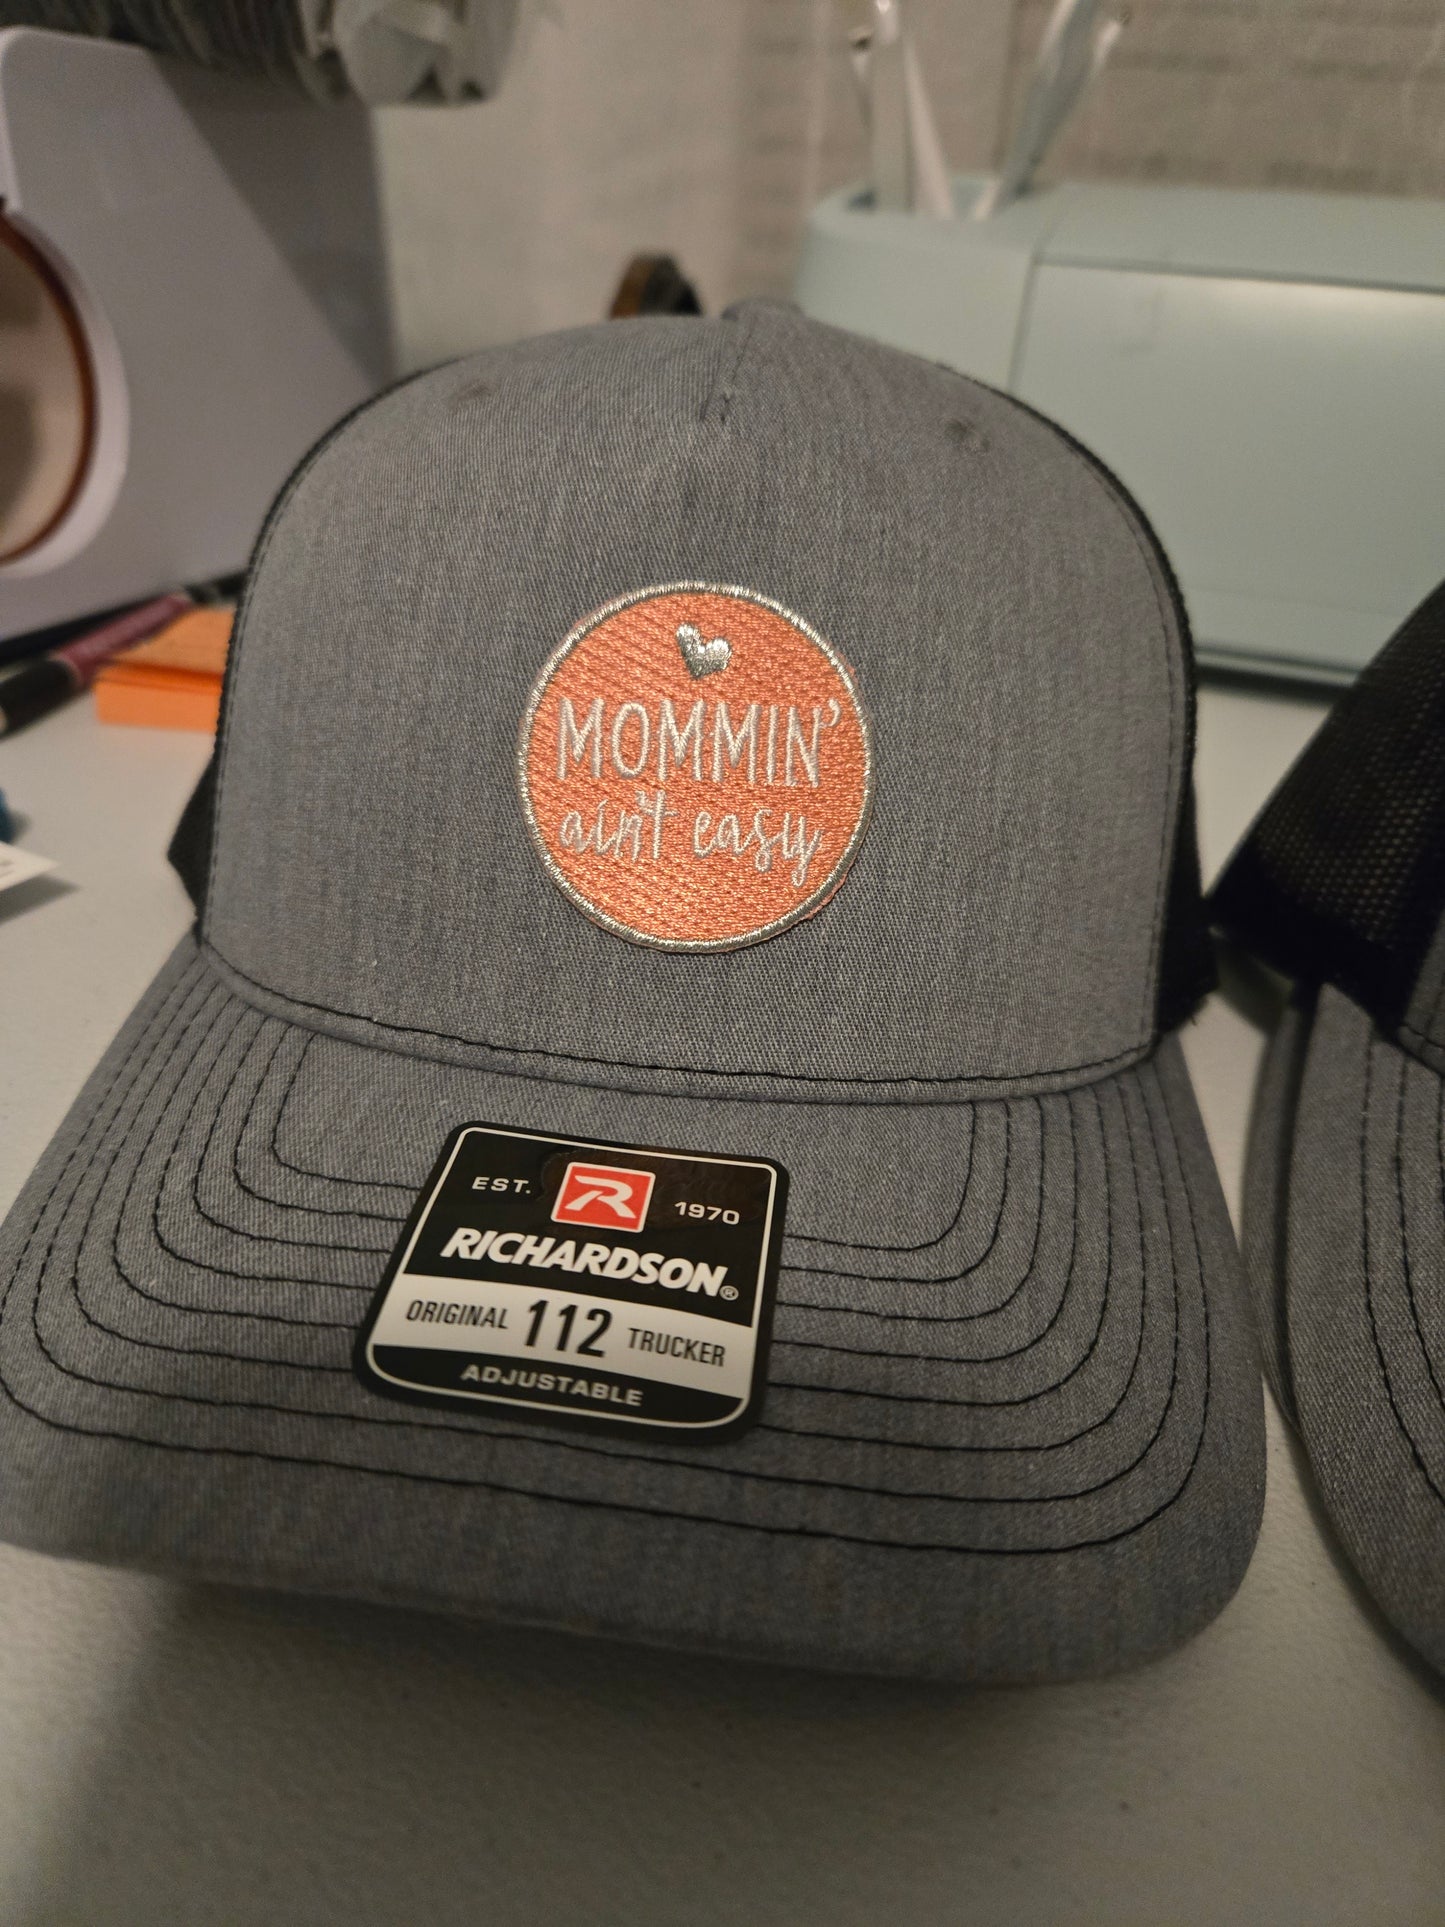 MOMMIN'
ain't easy
EST. R 1970
RICHARDSON®
ORIGINAL 112 TRUCKER
ADJUSTABLE